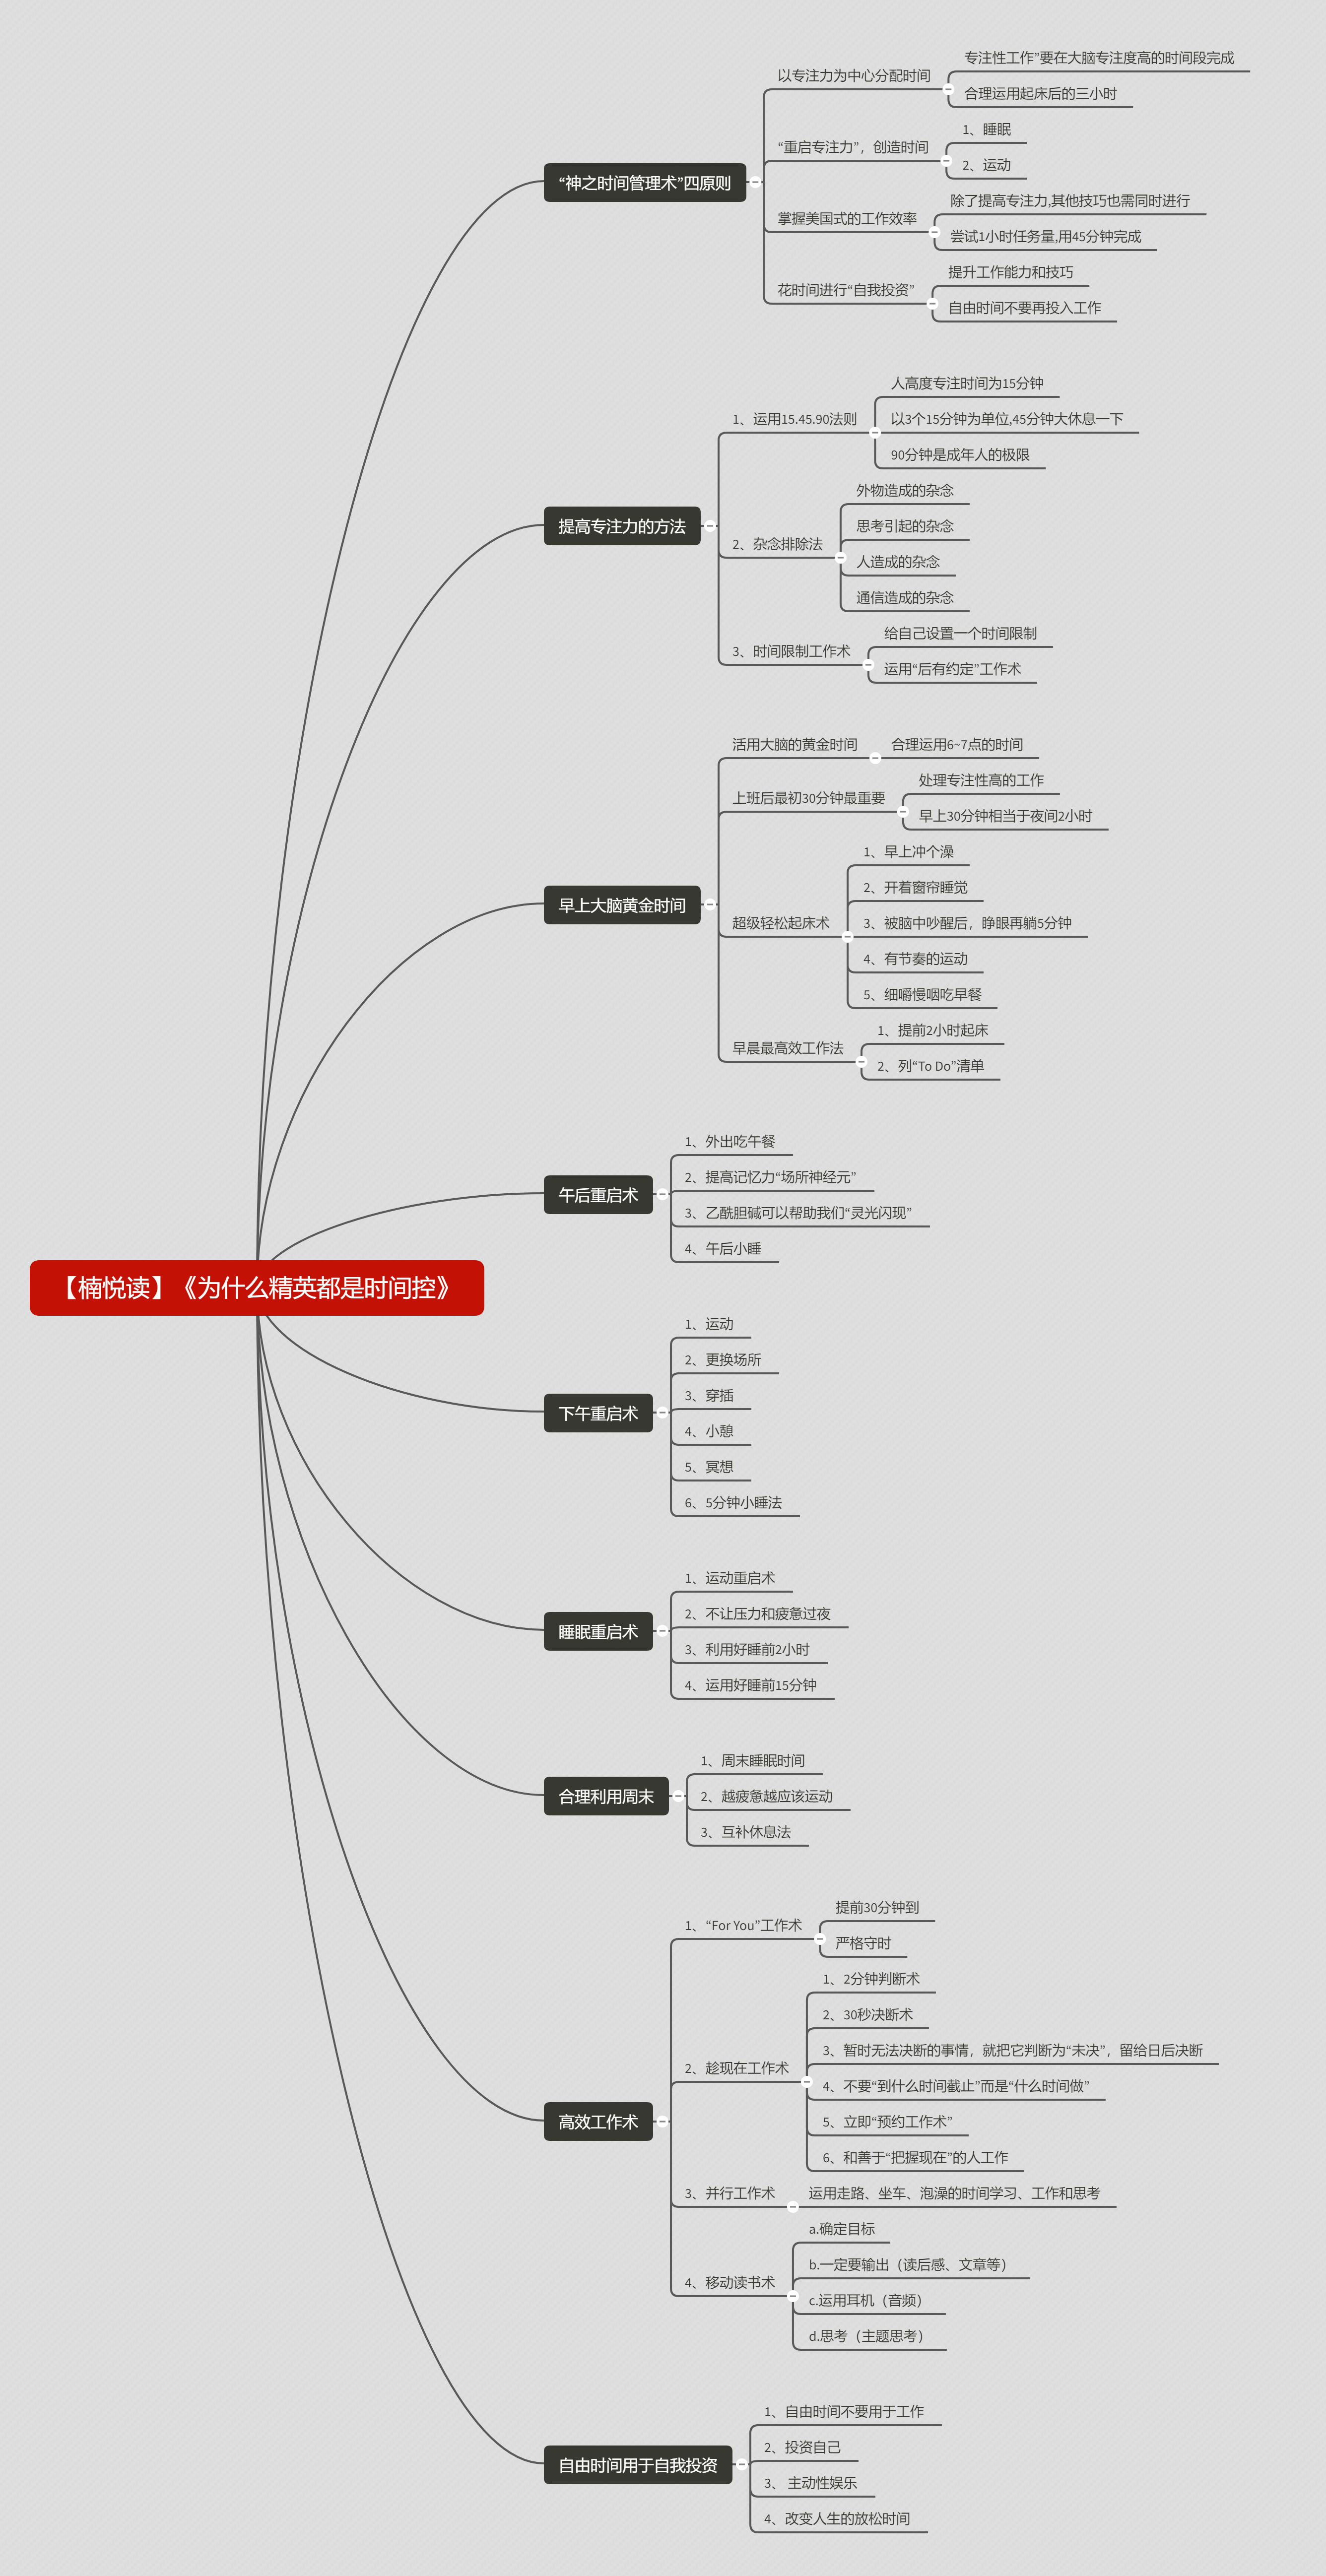 【楠悦读】《为什么精英都是时间控》
“神之时间管理术”四原则
以专注力为中心分配时间
专注性工作”要在大脑专注度高的时间段完成
合理运用起床后的三小时
“重启专注力”，创造时间
1、睡眠
2、运动
掌握美国式的工作效率
除了提高专注力,其他技巧也需同时进行
尝试1小时任务量,用45分钟完成
花时间进行“自我投资”
提升工作能力和技巧
自由时间不要再投入工作
提高专注力的方法
1、运用15.45.90法则
人高度专注时间为15分钟
以3个15分钟为单位,45分钟大休息一下
90分钟是成年人的极限
2、杂念排除法
外物造成的杂念
思考引起的杂念
人造成的杂念
通信造成的杂念
3、时间限制工作术
给自己设置一个时间限制
运用“后有约定”工作术
早上大脑黄金时间
活用大脑的黄金时间
合理运用6~7点的时间
上班后最初30分钟最重要
处理专注性高的工作
早上30分钟相当于夜间2小时
超级轻松起床术
1、早上冲个澡
2、开着窗帘睡觉
3、被脑中吵醒后，睁眼再躺5分钟
4、有节奏的运动
5、细嚼慢咽吃早餐
早晨最高效工作法
1、提前2小时起床
2、列“To Do”清单
午后重启术
1、外出吃午餐
2、提高记忆力“场所神经元”
3、乙酰胆碱可以帮助我们“灵光闪现”
4、午后小睡
下午重启术
1、运动
2、更换场所
3、穿插
4、小憩
5、冥想
6、5分钟小睡法
睡眠重启术
1、运动重启术
2、不让压力和疲惫过夜
3、利用好睡前2小时
4、运用好睡前15分钟
合理利用周末
1、周末睡眠时间
2、越疲惫越应该运动
3、互补休息法
高效工作术
1、“For You”工作术
提前30分钟到
严格守时
2、趁现在工作术
1、2分钟判断术
2、30秒决断术
3、暂时无法决断的事情，就把它判断为“未决”，留给日后决断
4、不要“到什么时间截止”而是“什么时间做”
5、立即“预约工作术”
6、和善于“把握现在”的人工作
3、并行工作术
运用走路、坐车、泡澡的时间学习、工作和思考
4、移动读书术
a.确定目标
b.一定要输出（读后感、文章等）
c.运用耳机（音频）
d.思考（主题思考）
自由时间用于自我投资
1、自由时间不要用于工作
2、投资自己
3、 主动性娱乐
4、改变人生的放松时间